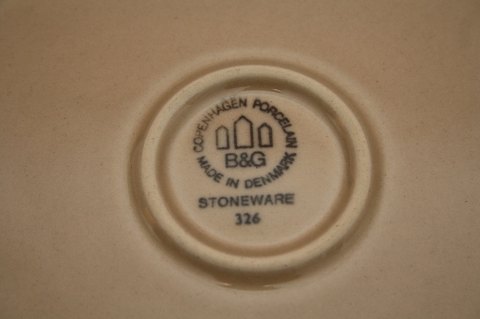 COPENHAGEN PORCELAIN
B&G
MADE IN DENMARK
STONEWARE
326